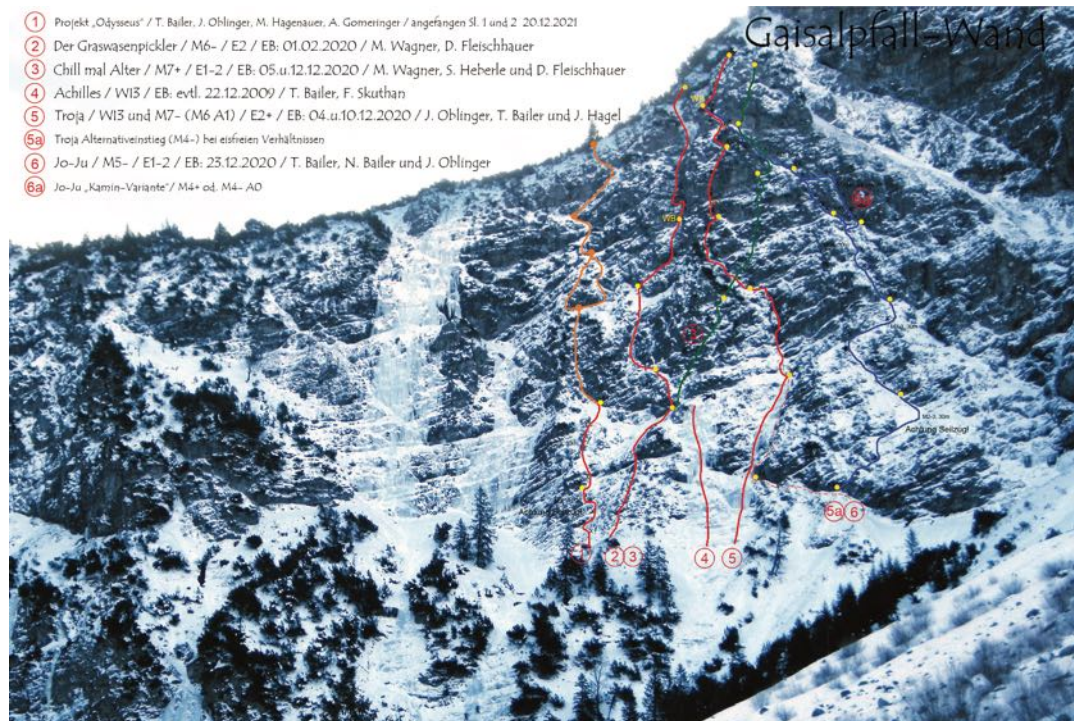 Gaisalpfall-Wand
1 Projekt „Odysseus" / T. Bailer, J. Oblinger, M. Hagenauer, A. Gomeringer / angefangen Sl. 1 und 2 20.12.2021
2 Der Graswasenpickler / M6- / E2 / EB: 01.02.2020 / M. Wagner, D. Fleischhauer
3 Chill mal Alter / M7+ / E1-2 / EB: 05.u.12.12.2020 / M. Wagner, S. Heberle und D. Fleischhauer
4 Achilles / WI3 / EB: evtl. 22.12.2009 / T. Bailer, F. Skuthan
5 Troja / WI3 und M7- (M6 A1) / E2+ / EB: 04.u.10.12.2020 / J. Oblinger, T. Bailer und J. Hagel
5a Troja Alternativeinstieg (M4-) bei eisfreien Verhältnissen
6 Jo-Ju / M5- / E1-2 / EB: 23.12.2020 / T. Bailer, N. Bailer und J. Oblinger
6a Jo-Ju „Kamin-Variante"/ M4+ od. M4- A0
WB
WB
Achtung Seilzug!
5a 6
2 3
4
5